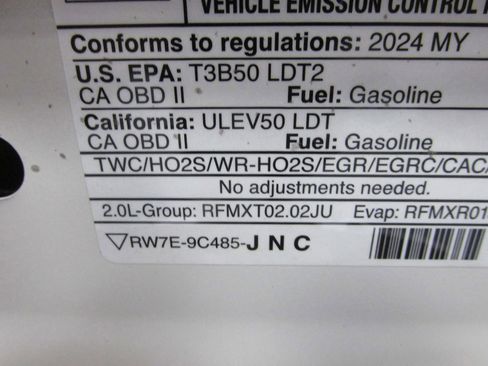 VEHICLE EMISSION CONTROL
Conforms to regulations: 2024 MY
U.S. EPA: T3B50 LDT2
CA OBD II Fuel: Gasoline
California: ULEV50 LDT
CA OBD II Fuel: Gasoline
TWC/HO2S/WR-HO2S/EGR/EGRC/CAC/
No adjustments needed.
2.0L-Group: RFMXT02.02JU Evap: RFMXR01
▽RW7E-9C485-J N C